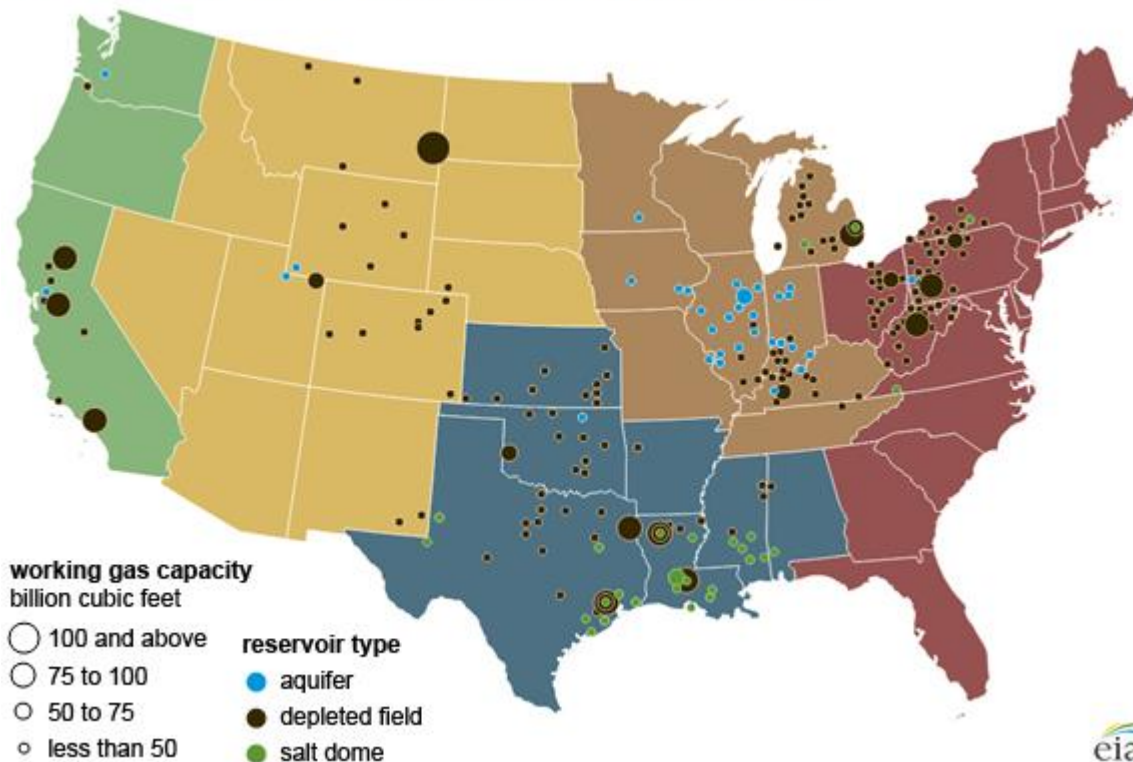 working gas capacity
billion cubic feet
100 and above
75 to 100
50 to 75
less than 50
reservoir type
aquifer
depleted field
salt dome
eia